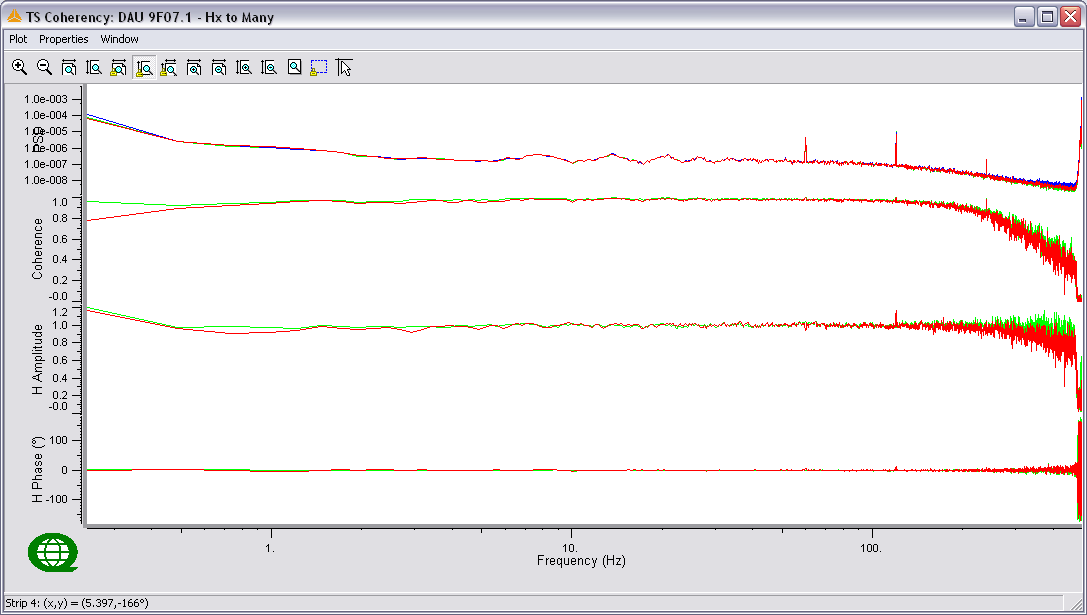 TS Coherency: DAU 9F07.1 - Hx to Many
Plot Properties Window
PSD
1.0e-003
1.0e-004
1.0e-005
1.0e-006
1.0e-007
1.0e-008
Coherence
1.0
0.8
0.6
0.4
0.2
-0.0
H Amplitude
1.2
1.0
0.8
0.6
0.4
0.2
-0.0
H Phase (°)
100
0
-100
1. 10. 100.
Frequency (Hz)
Strip 4: (x,y) = (5.397,-166°)